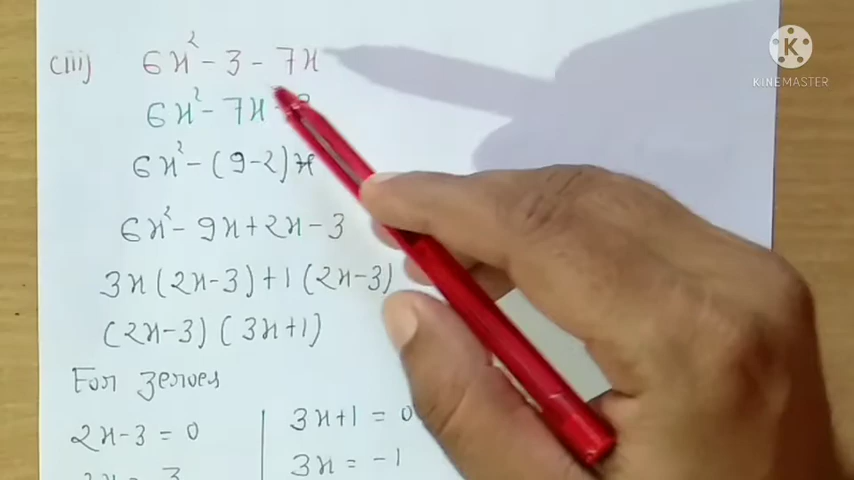 (iii) 6x² - 3 - 7x
6x² - 7x
6x² - (9-2)x
6x² - 9x + 2x - 3
3x(2x-3)+1(2x-3)
(2x-3)(3x+1)
For zeroes
2x-3 = 0
3x+1 = 0
3x = -1
K
KINEMASTER